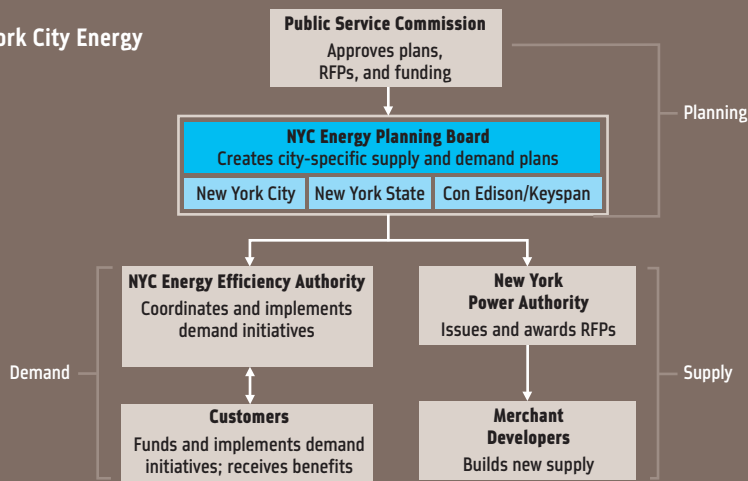 ork City Energy
Public Service Commission
Approves plans,
RFPs, and funding
Planning
NYC Energy Planning Board
Creates city-specific supply and demand plans
New York City
New York State
Con Edison/Keyspan
NYC Energy Efficiency Authority
Coordinates and implements
demand initiatives
New York
Power Authority
Issues and awards RFPs
Demand
Supply
Customers
Funds and implements demand
initiatives; receives benefits
Merchant
Developers
Builds new supply